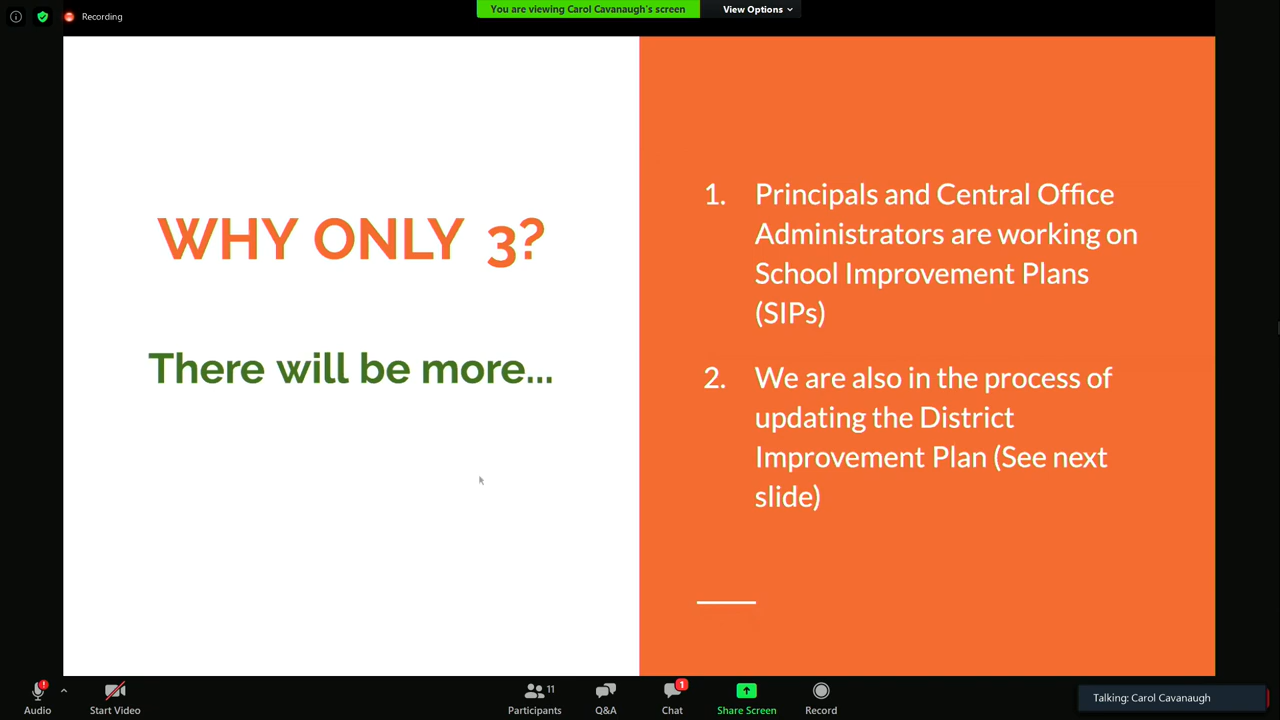 Recording
You are viewing Carol Cavanaugh's screen
View Options
WHY ONLY 3?
There will be more...
1. Principals and Central Office
Administrators are working on
School Improvement Plans
(SIPs)
2. We are also in the process of
updating the District
Improvement Plan (See next
slide)
Audio
Start Video
Participants
11
Q&A
Chat
1
Share Screen
Record
Talking: Carol Cavanaugh